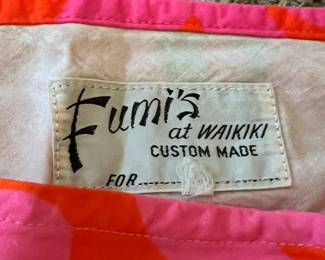 Fumi's
at WAIKIKI
CUSTOM MADE
FOR............